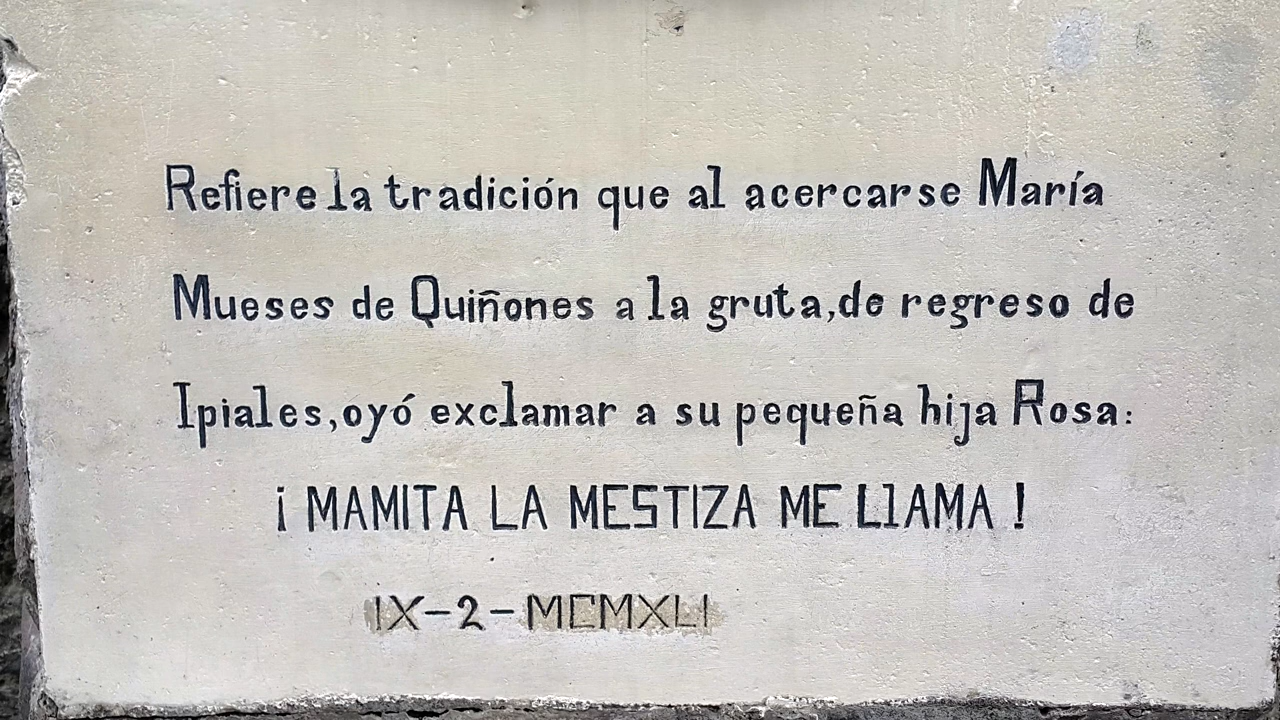 Refiere la tradición que al acercarse María
Mueses de Quiñones a la gruta, de regreso de
Ipiales, oyó exclamar a su pequeña hija Rosa:
¡ MAMITA LA MESTIZA ME LlAMA !
IX-2-MCMXLI